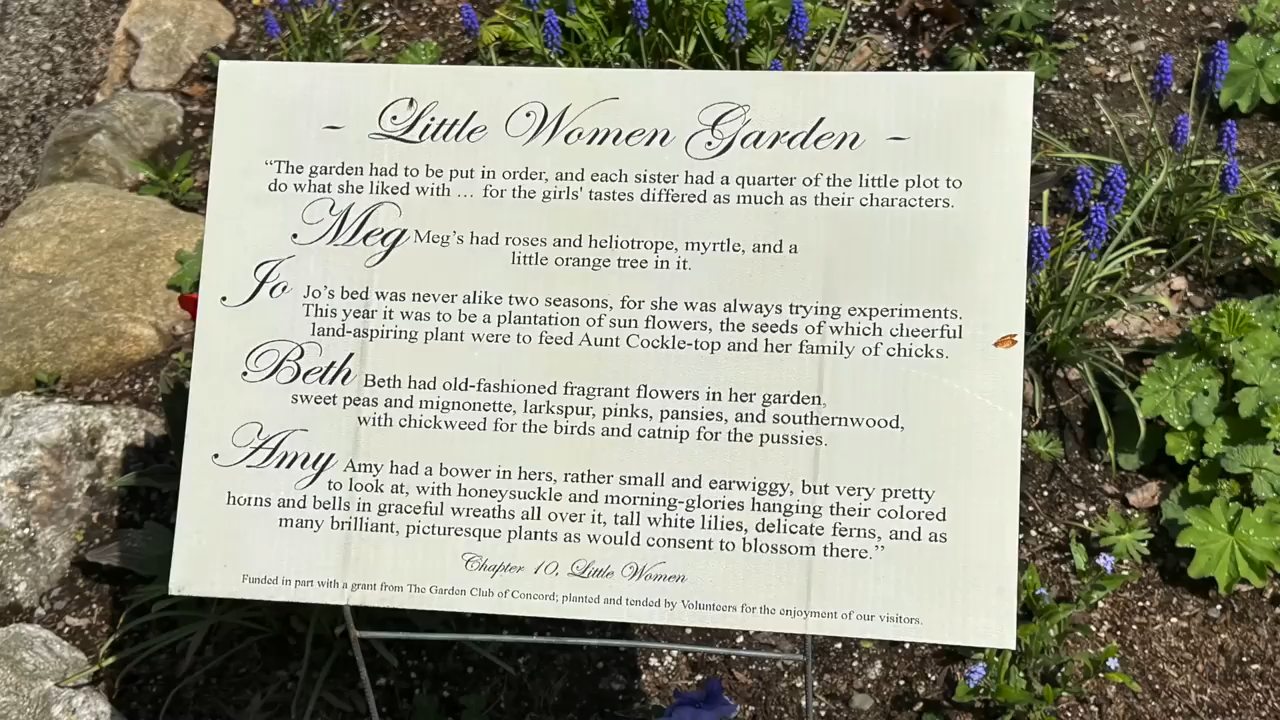 - Little Women Garden -
“The garden had to be put in order, and each sister had a quarter of the little plot to
do what she liked with ... for the girls' tastes differed as much as their characters.
Meg Meg’s had roses and heliotrope, myrtle, and a
little orange tree in it.
Jo Jo’s bed was never alike two seasons, for she was always trying experiments.
This year it was to be a plantation of sun flowers, the seeds of which cheerful
land-aspiring plant were to feed Aunt Cockle-top and her family of chicks.
Beth Beth had old-fashioned fragrant flowers in her garden,
sweet peas and mignonette, larkspur, pinks, pansies, and southernwood,
with chickweed for the birds and catnip for the pussies.
Amy Amy had a bower in hers, rather small and earwiggy, but very pretty
to look at, with honeysuckle and morning-glories hanging their colored
horns and bells in graceful wreaths all over it, tall white lilies, delicate ferns, and as
many brilliant, picturesque plants as would consent to blossom there.”
Chapter 10, Little Women
Funded in part with a grant from The Garden Club of Concord; planted and tended by Volunteers for the enjoyment of our visitors.